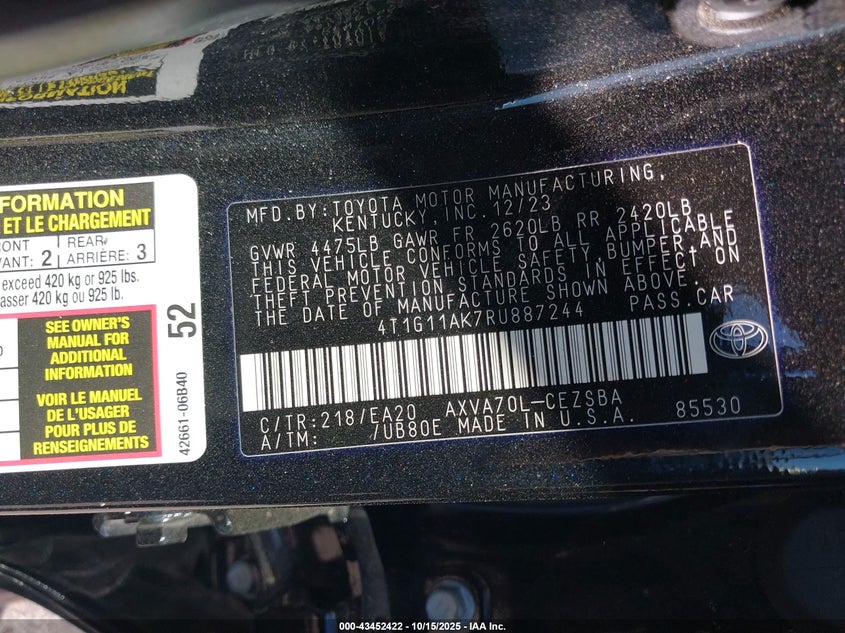 FORMATION
ET LE CHARGEMENT
RONT
VANT: 2
REAR
ARRIÈRE: 3
exceed 420 kg or 925 lbs.
asser 420 kg ou 925 lb.
SEE OWNER'S
MANUAL FOR
ADDITIONAL
INFORMATION
VOIR LE MANUEL
DE L'USAGER
POUR PLUS DE
RENSEIGNEMENTS
52
42661-06B40
MFD.BY:TOYOTA MOTOR MANUFACTURING,
KENTUCKY,INC.12/23
GVWR 4475LB GAWR FR 2620LB RR 2420LB
THIS VEHICLE CONFORMS TO ALL APPLICABLE
FEDERAL MOTOR VEHICLE SAFETY,BUMPER,AND
THEFT PREVENTION STANDARDS IN EFFECT ON
THE DATE OF MANUFACTURE SHOWN ABOVE.
4T1G11AK7RU887244 PASS.CAR
C/TR:218/EA20 AXVA70L-CEZSBA
A/TM: /UB80E MADE IN U.S.A. 85530
000-43452422 - 10/15/2025 - IAA Inc.